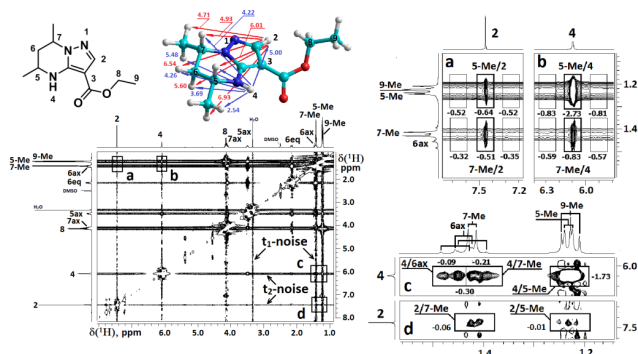 7
N
1
N
2
6
5
N
H
4
3
O
O
8
9
4.71
4.93
4.22
6.01
5.48
1
2
5.00
3
6.54
4.26
5.60
3.69
6.93
4
2.54
2
4
8
7ax
5ax
H₂O
DMSO
6eq
6ax
7-Me
5-Me
9-Me
δ(¹H)
ppm
9-Me
5-Me
7-Me
6ax
6eq
DMSO
H₂O
5ax
7ax
8
4
2
a
b
c
d
t₁-noise
t₂-noise
2.0
3.0
4.0
5.0
6.0
7.0
8.0
δ(¹H), ppm
6.0
5.0
4.0
3.0
2.0
1.0
2
4
a
b
9-Me
5-Me
7-Me
6ax
5-Me/2
5-Me/4
-0.52
-0.64
-0.52
-0.83
-2.73
-0.81
-0.32
-0.51
-0.35
-0.59
-0.83
-0.57
7-Me/2
7-Me/4
1.2
1.4
7.5
7.2
6.3
6.0
7-Me
6ax
9-Me
5-Me
4
4/6ax
-0.09
-0.21
4/7-Me
-0.30
c
4/5-Me
-1.73
6.0
2
2/7-Me
-0.06
2/5-Me
-0.01
d
7.5
1.4
1.2